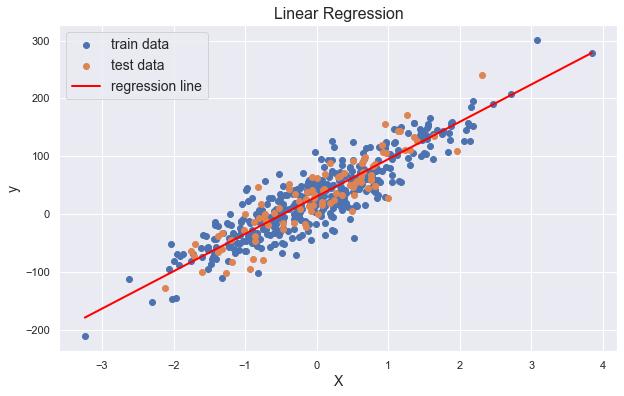 Linear Regression
train data
test data
regression line
300
200
100
0
−100
−200
y
−3 −2 −1 0 1 2 3 4
X